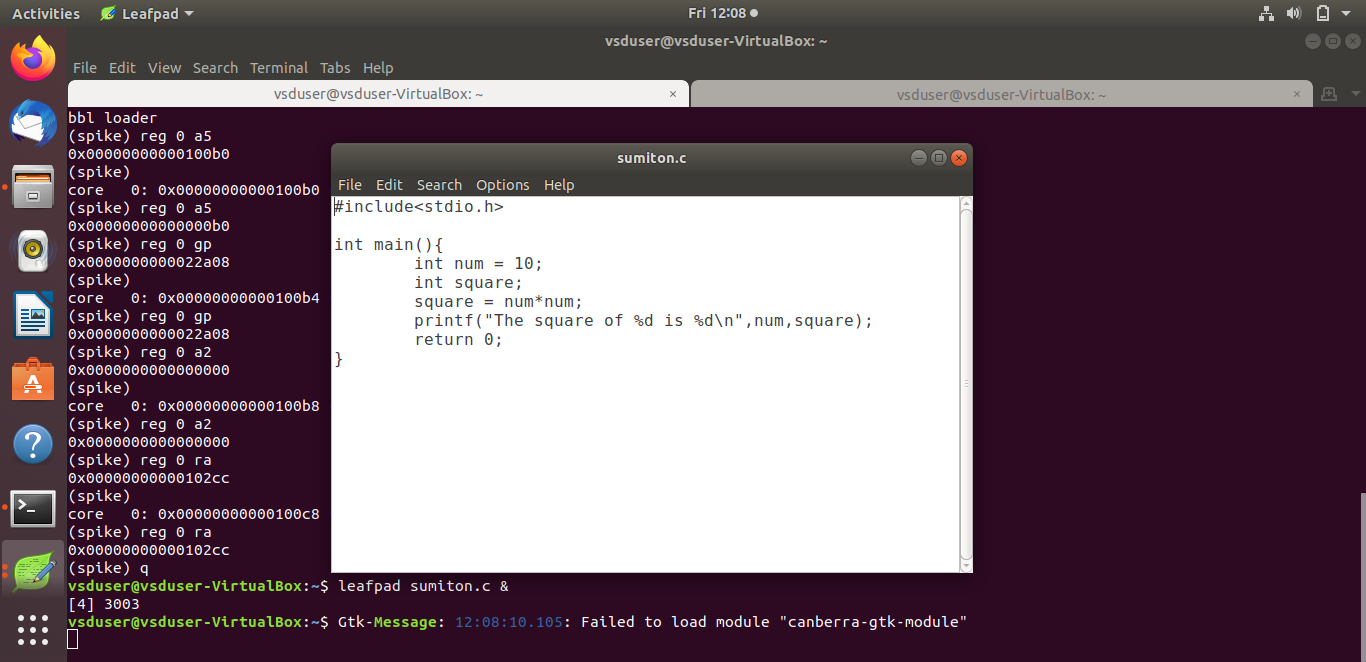 Activities Leafpad Fri 12:08
vsduser@vsduser-VirtualBox: ~
File Edit View Search Terminal Tabs Help
vsduser@vsduser-VirtualBox: ~ × vsduser@vsduser-VirtualBox: ~ ×
bbl loader
(spike) reg 0 a5
0x00000000000100b0
(spike)
core   0: 0x00000000000100b0
(spike) reg 0 a5
0x00000000000000b0
(spike) reg 0 gp
0x0000000000022a08
(spike)
core   0: 0x00000000000100b4
(spike) reg 0 gp
0x0000000000022a08
(spike) reg 0 a2
0x0000000000000000
(spike)
core   0: 0x00000000000100b8
(spike) reg 0 a2
0x0000000000000000
(spike) reg 0 ra
0x00000000000102cc
(spike)
core   0: 0x00000000000100c8
(spike) reg 0 ra
0x00000000000102cc
(spike) q
vsduser@vsduser-VirtualBox:~$ leafpad sumiton.c &
[4] 3003
vsduser@vsduser-VirtualBox:~$ Gtk-Message: 12:08:10.105: Failed to load module "canberra-gtk-module"
sumiton.c
File Edit Search Options Help
#include<stdio.h>
int main(){
        int num = 10;
        int square;
        square = num*num;
        printf("The square of %d is %d\n",num,square);
        return 0;
}